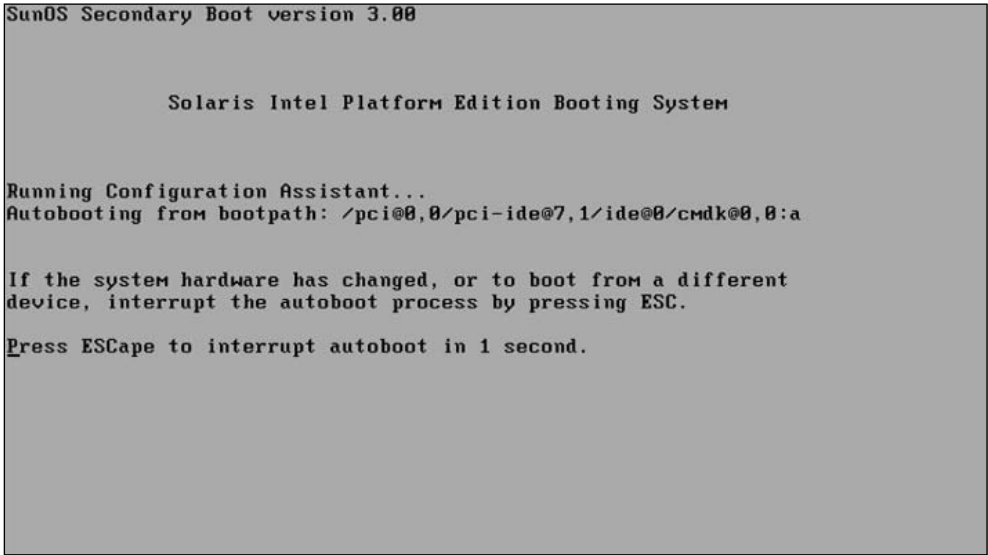 SunOS Secondary Boot version 3.00
Solaris Intel Platform Edition Booting System
Running Configuration Assistant...
Autobooting from bootpath: /pci@0,0/pci-ide@7,1/ide@0/cmdk@0,0:a
If the system hardware has changed, or to boot from a different
device, interrupt the autoboot process by pressing ESC.
Press ESCape to interrupt autoboot in 1 second.